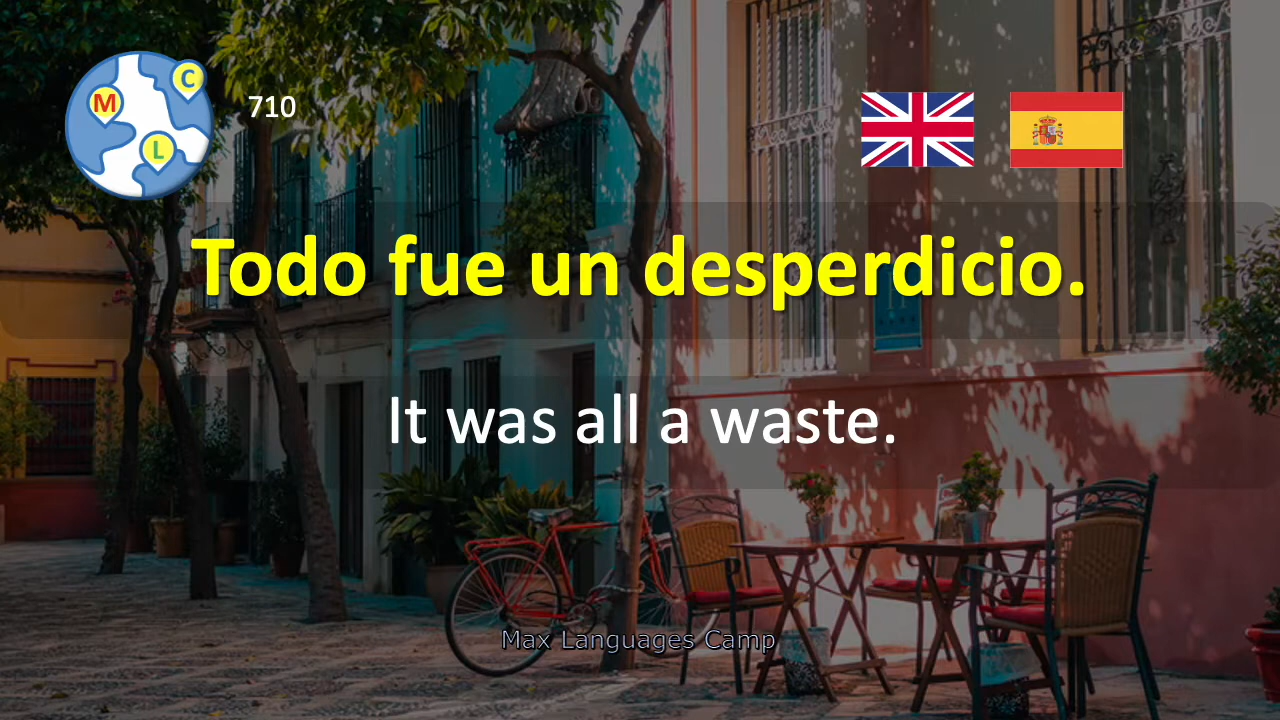 M
C
L
710
Todo fue un desperdicio.
It was all a waste.
Max Languages Camp